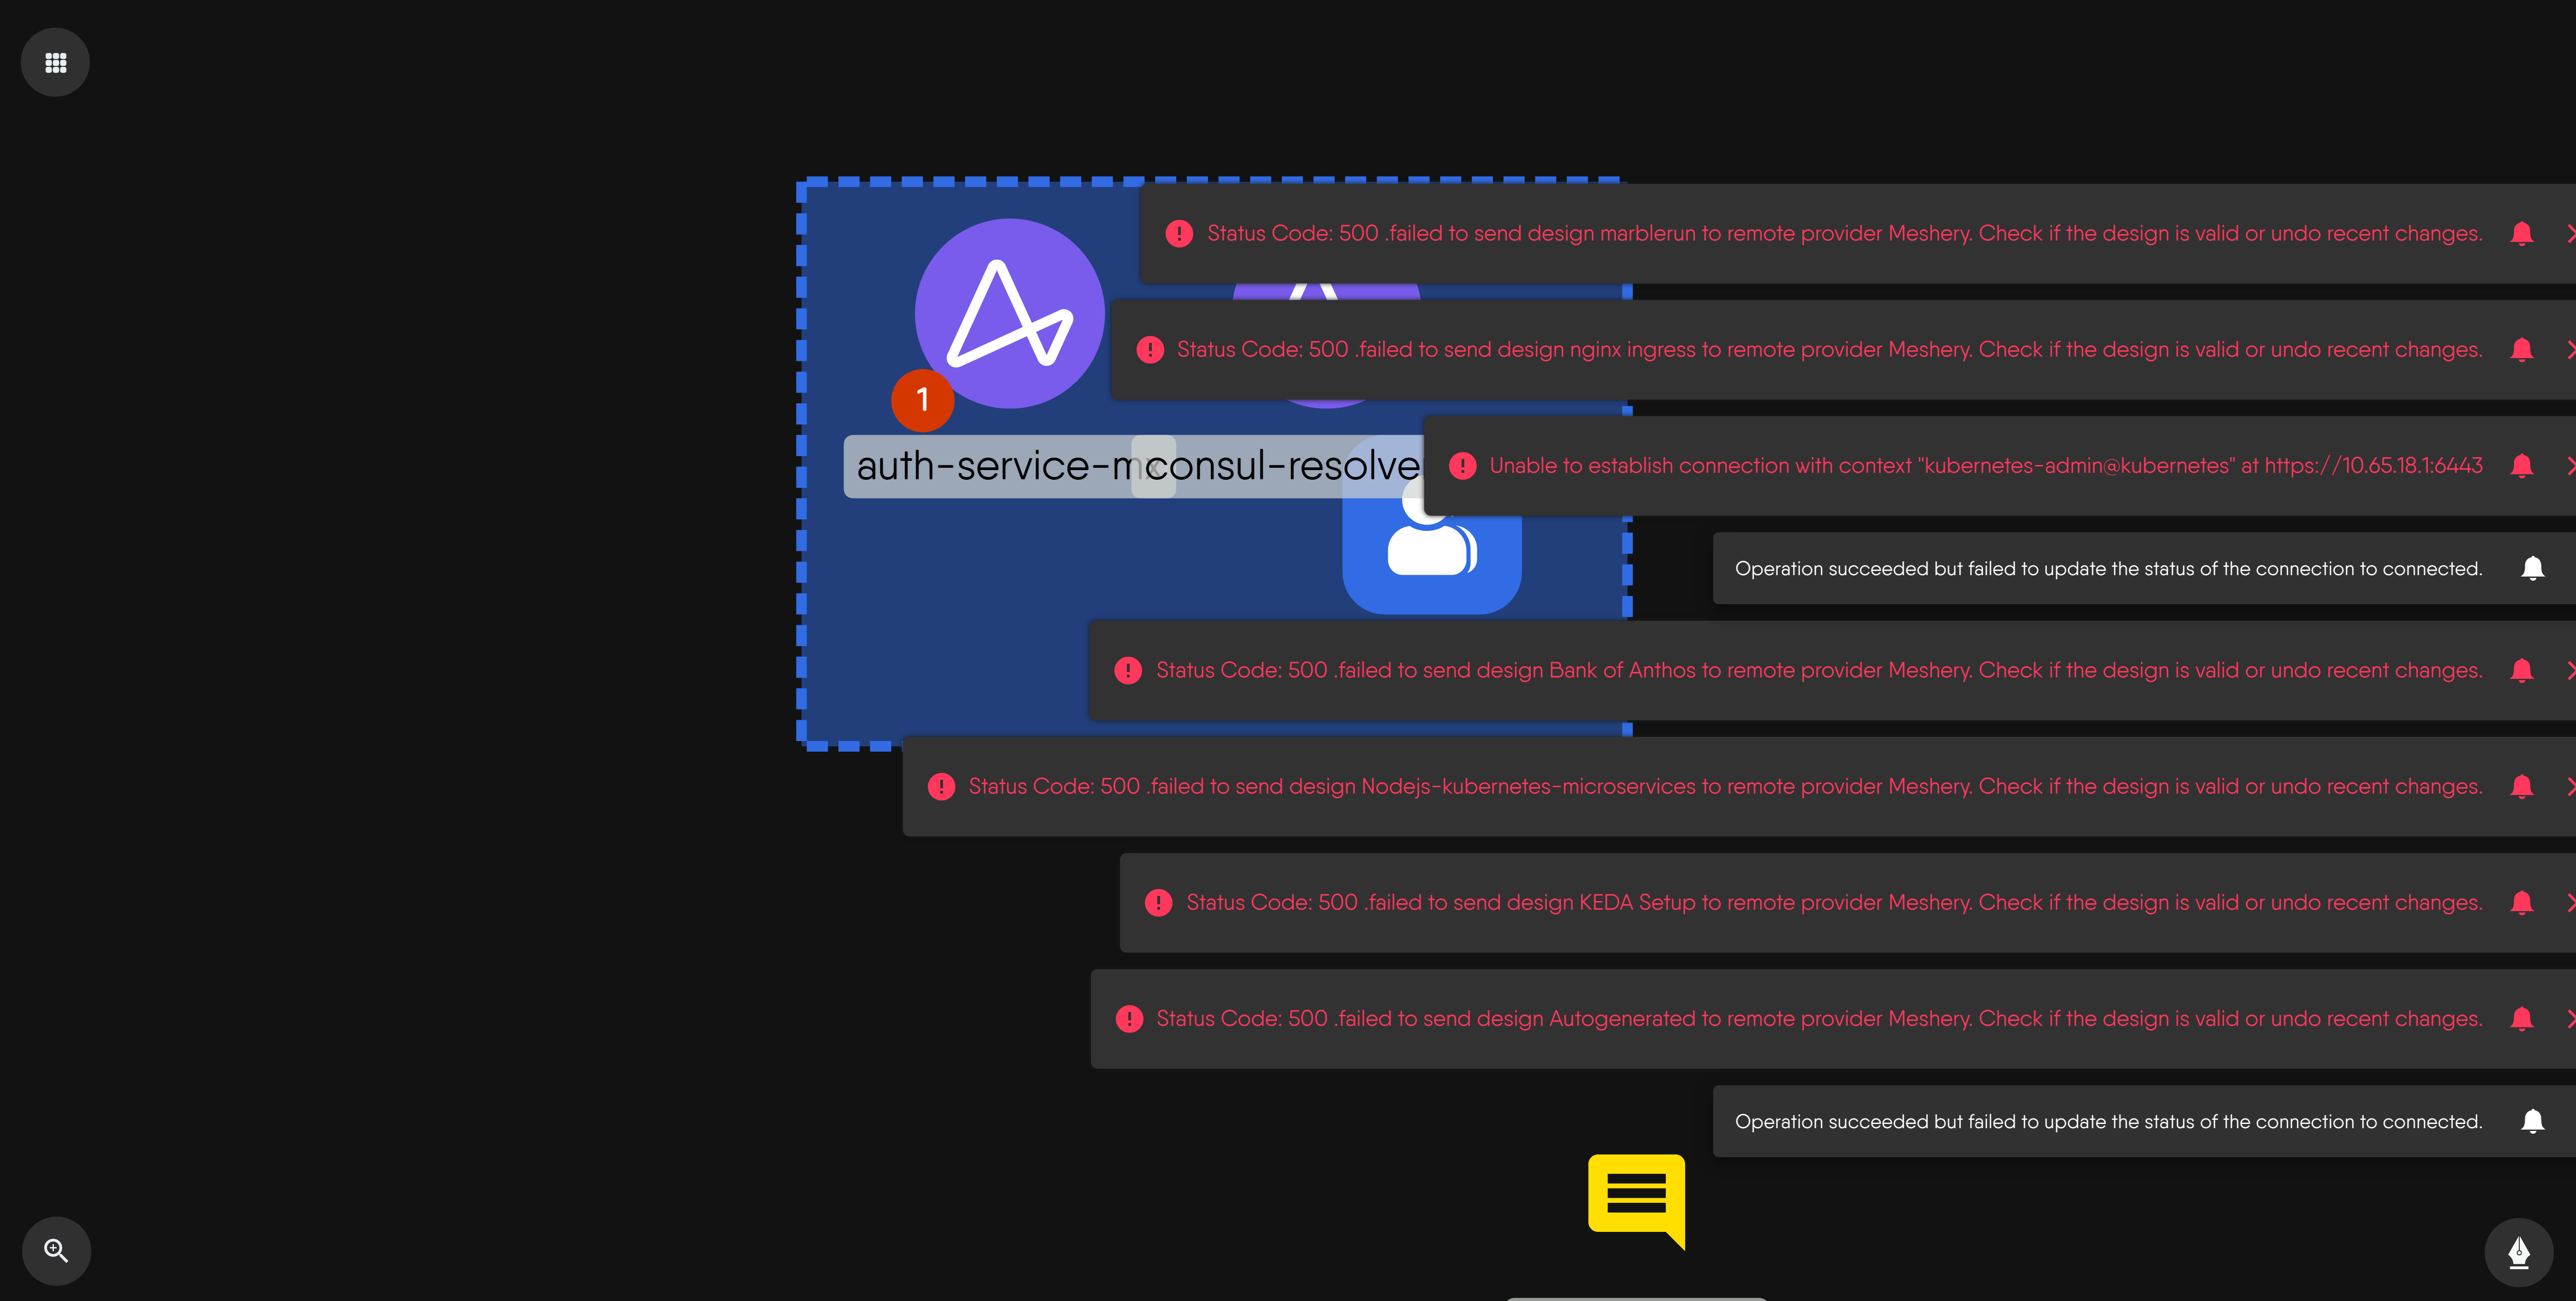 Status Code: 500 .failed to send design marblerun to remote provider Meshery. Check if the design is valid or undo recent changes.
Status Code: 500 .failed to send design nginx ingress to remote provider Meshery. Check if the design is valid or undo recent changes.
1
auth-service-mx
consul-resolve
Unable to establish connection with context "kubernetes-admin@kubernetes" at https://10.65.18.1:6443
Operation succeeded but failed to update the status of the connection to connected.
Status Code: 500 .failed to send design Bank of Anthos to remote provider Meshery. Check if the design is valid or undo recent changes.
Status Code: 500 .failed to send design Nodejs-kubernetes-microservices to remote provider Meshery. Check if the design is valid or undo recent changes.
Status Code: 500 .failed to send design KEDA Setup to remote provider Meshery. Check if the design is valid or undo recent changes.
Status Code: 500 .failed to send design Autogenerated to remote provider Meshery. Check if the design is valid or undo recent changes.
Operation succeeded but failed to update the status of the connection to connected.